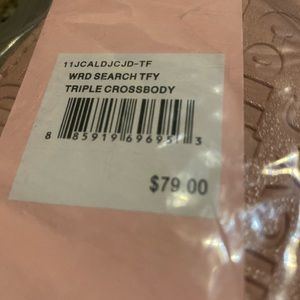 11JCALDJCJD-TF
WRD SEARCH TFY
TRIPLE CROSSBODY
8 85919 69695 3
$79.00